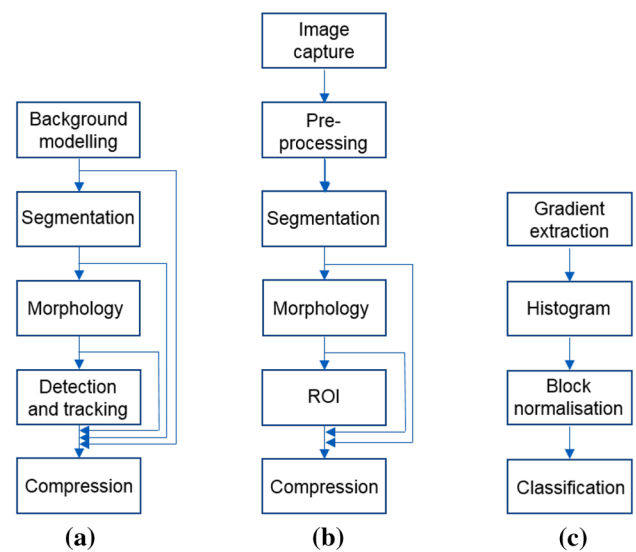 Background
modelling
Segmentation
Morphology
Detection
and tracking
Compression
(a)
Image
capture
Pre-
processing
Segmentation
Morphology
ROI
Compression
(b)
Gradient
extraction
Histogram
Block
normalisation
Classification
(c)